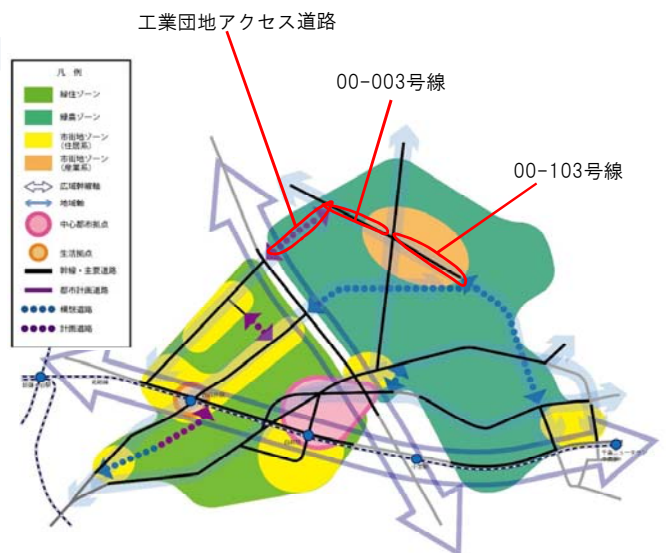 工業団地アクセス道路
00-003号線
00-103号線
凡 例
緑住ゾーン
緑農ゾーン
市街地ゾーン
(住居系)
市街地ゾーン
(産業系)
広域幹線軸
地域軸
中心都市拠点
生活拠点
幹線・主要道路
都市計画道路
構想道路
計画道路